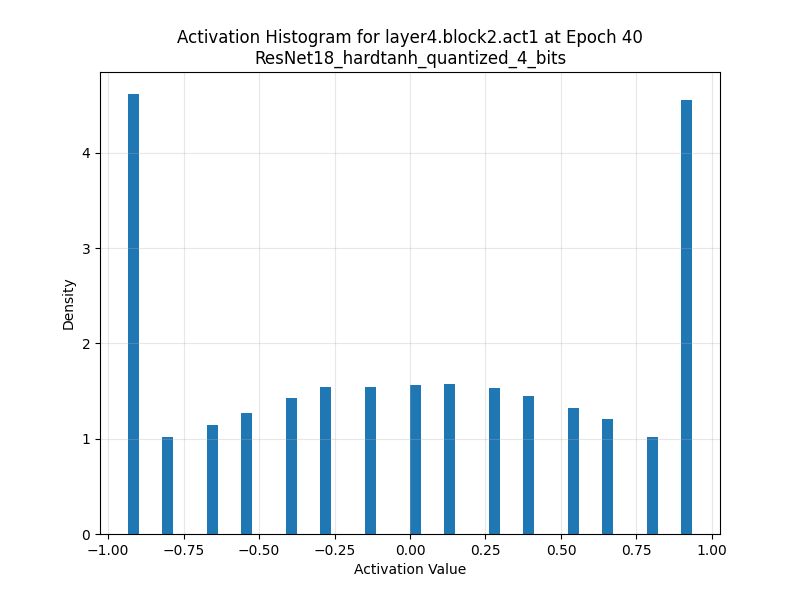 Activation Histogram for layer4.block2.act1 at Epoch 40
ResNet18_hardtanh_quantized_4_bits
Density
4
3
2
1
0
−1.00 −0.75 −0.50 −0.25 0.00 0.25 0.50 0.75 1.00
Activation Value